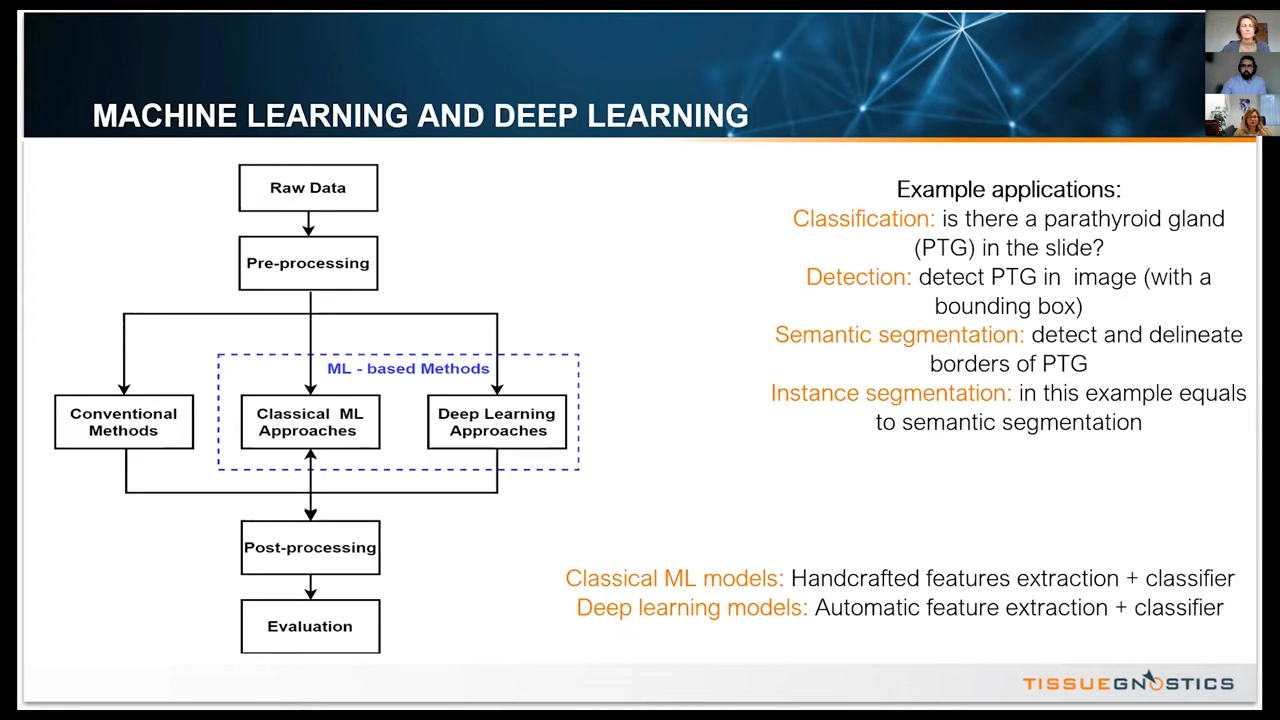 MACHINE LEARNING AND DEEP LEARNING
Raw Data
Pre-processing
ML - based Methods
Conventional
Methods
Classical ML
Approaches
Deep Learning
Approaches
Post-processing
Evaluation
Example applications:
Classification: is there a parathyroid gland
(PTG) in the slide?
Detection: detect PTG in image (with a
bounding box)
Semantic segmentation: detect and delineate
borders of PTG
Instance segmentation: in this example equals
to semantic segmentation
Classical ML models: Handcrafted features extraction + classifier
Deep learning models: Automatic feature extraction + classifier
TISSUEGNOSTICS